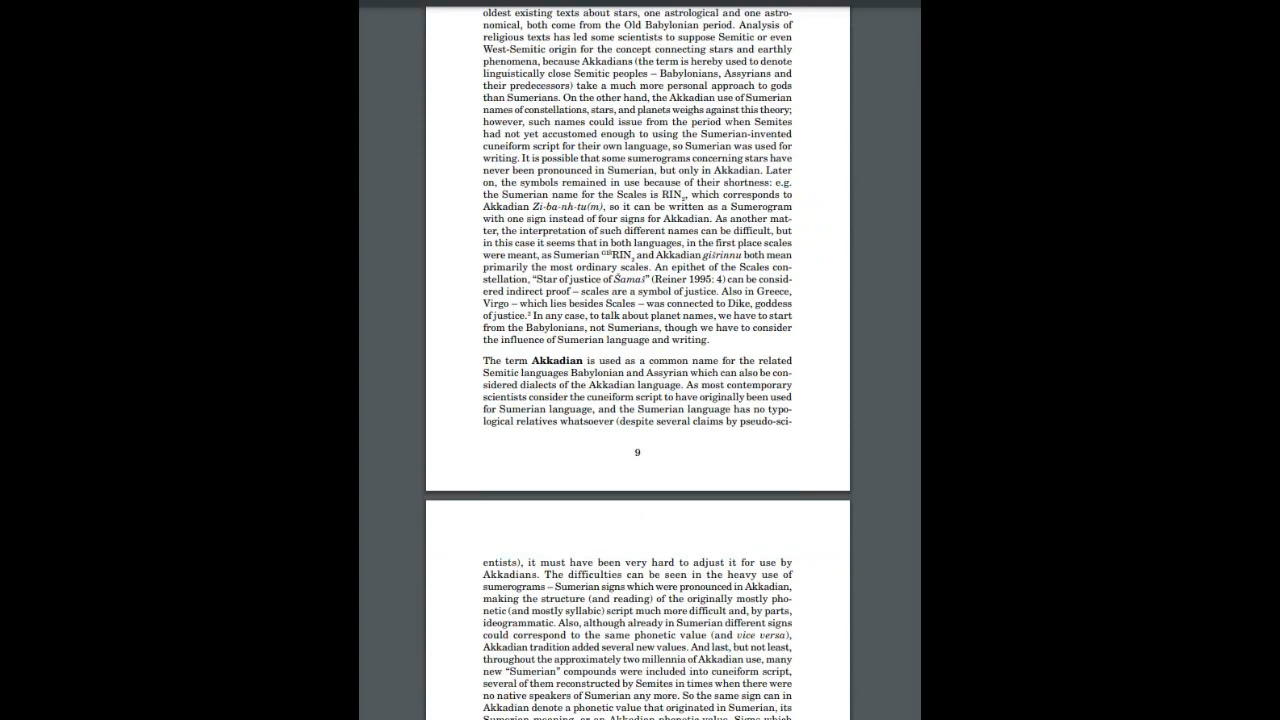 oldest existing texts about stars, one astrological and one astro-
nomical, both come from the Old Babylonian period. Analysis of
religious texts has led some scientists to suppose Semitic or even
West-Semitic origin for the concept connecting stars and earthly
phenomena, because Akkadians (the term is hereby used to denote
linguistically close Semitic peoples – Babylonians, Assyrians and
their predecessors) take a much more personal approach to gods
than Sumerians. On the other hand, the Akkadian use of Sumerian
names of constellations, stars, and planets weighs against this theory;
however, such names could issue from the period when Semites
had not yet accustomed enough to using the Sumerian-invented
cuneiform script for their own language, so Sumerian was used for
writing. It is possible that some sumerograms concerning stars have
never been pronounced in Sumerian, but only in Akkadian. Later
on, the symbols remained in use because of their shortness: e.g.
the Sumerian name for the Scales is RIN₂, which corresponds to
Akkadian Zi-ba-nh-tu(m), so it can be written as a Sumerogram
with one sign instead of four signs for Akkadian. As another mat-
ter, the interpretation of such different names can be difficult, but
in this case it seems that in both languages, in the first place scales
were meant, as Sumerian ᴳᴵˢRIN₂ and Akkadian gišrinnu both mean
primarily the most ordinary scales. An epithet of the Scales con-
stellation, “Star of justice of Šamaš” (Reiner 1995: 4) can be consid-
ered indirect proof – scales are a symbol of justice. Also in Greece,
Virgo – which lies besides Scales – was connected to Dike, goddess
of justice.² In any case, to talk about planet names, we have to start
from the Babylonians, not Sumerians, though we have to consider
the influence of Sumerian language and writing.
The term Akkadian is used as a common name for the related
Semitic languages Babylonian and Assyrian which can also be con-
sidered dialects of the Akkadian language. As most contemporary
scientists consider the cuneiform script to have originally been used
for Sumerian language, and the Sumerian language has no typo-
logical relatives whatsoever (despite several claims by pseudo-sci-
9
entists), it must have been very hard to adjust it for use by
Akkadians. The difficulties can be seen in the heavy use of
sumerograms – Sumerian signs which were pronounced in Akkadian,
making the structure (and reading) of the originally mostly pho-
netic (and mostly syllabic) script much more difficult and, by parts,
ideogrammatic. Also, although already in Sumerian different signs
could correspond to the same phonetic value (and vice versa),
Akkadian tradition added several new values. And last, but not least,
throughout the approximately two millennia of Akkadian use, many
new “Sumerian” compounds were included into cuneiform script,
several of them reconstructed by Semites in times when there were
no native speakers of Sumerian any more. So the same sign can in
Akkadian denote a phonetic value that originated in Sumerian, its
Sumerian meaning, or an Akkadian phonetic value. Signs which